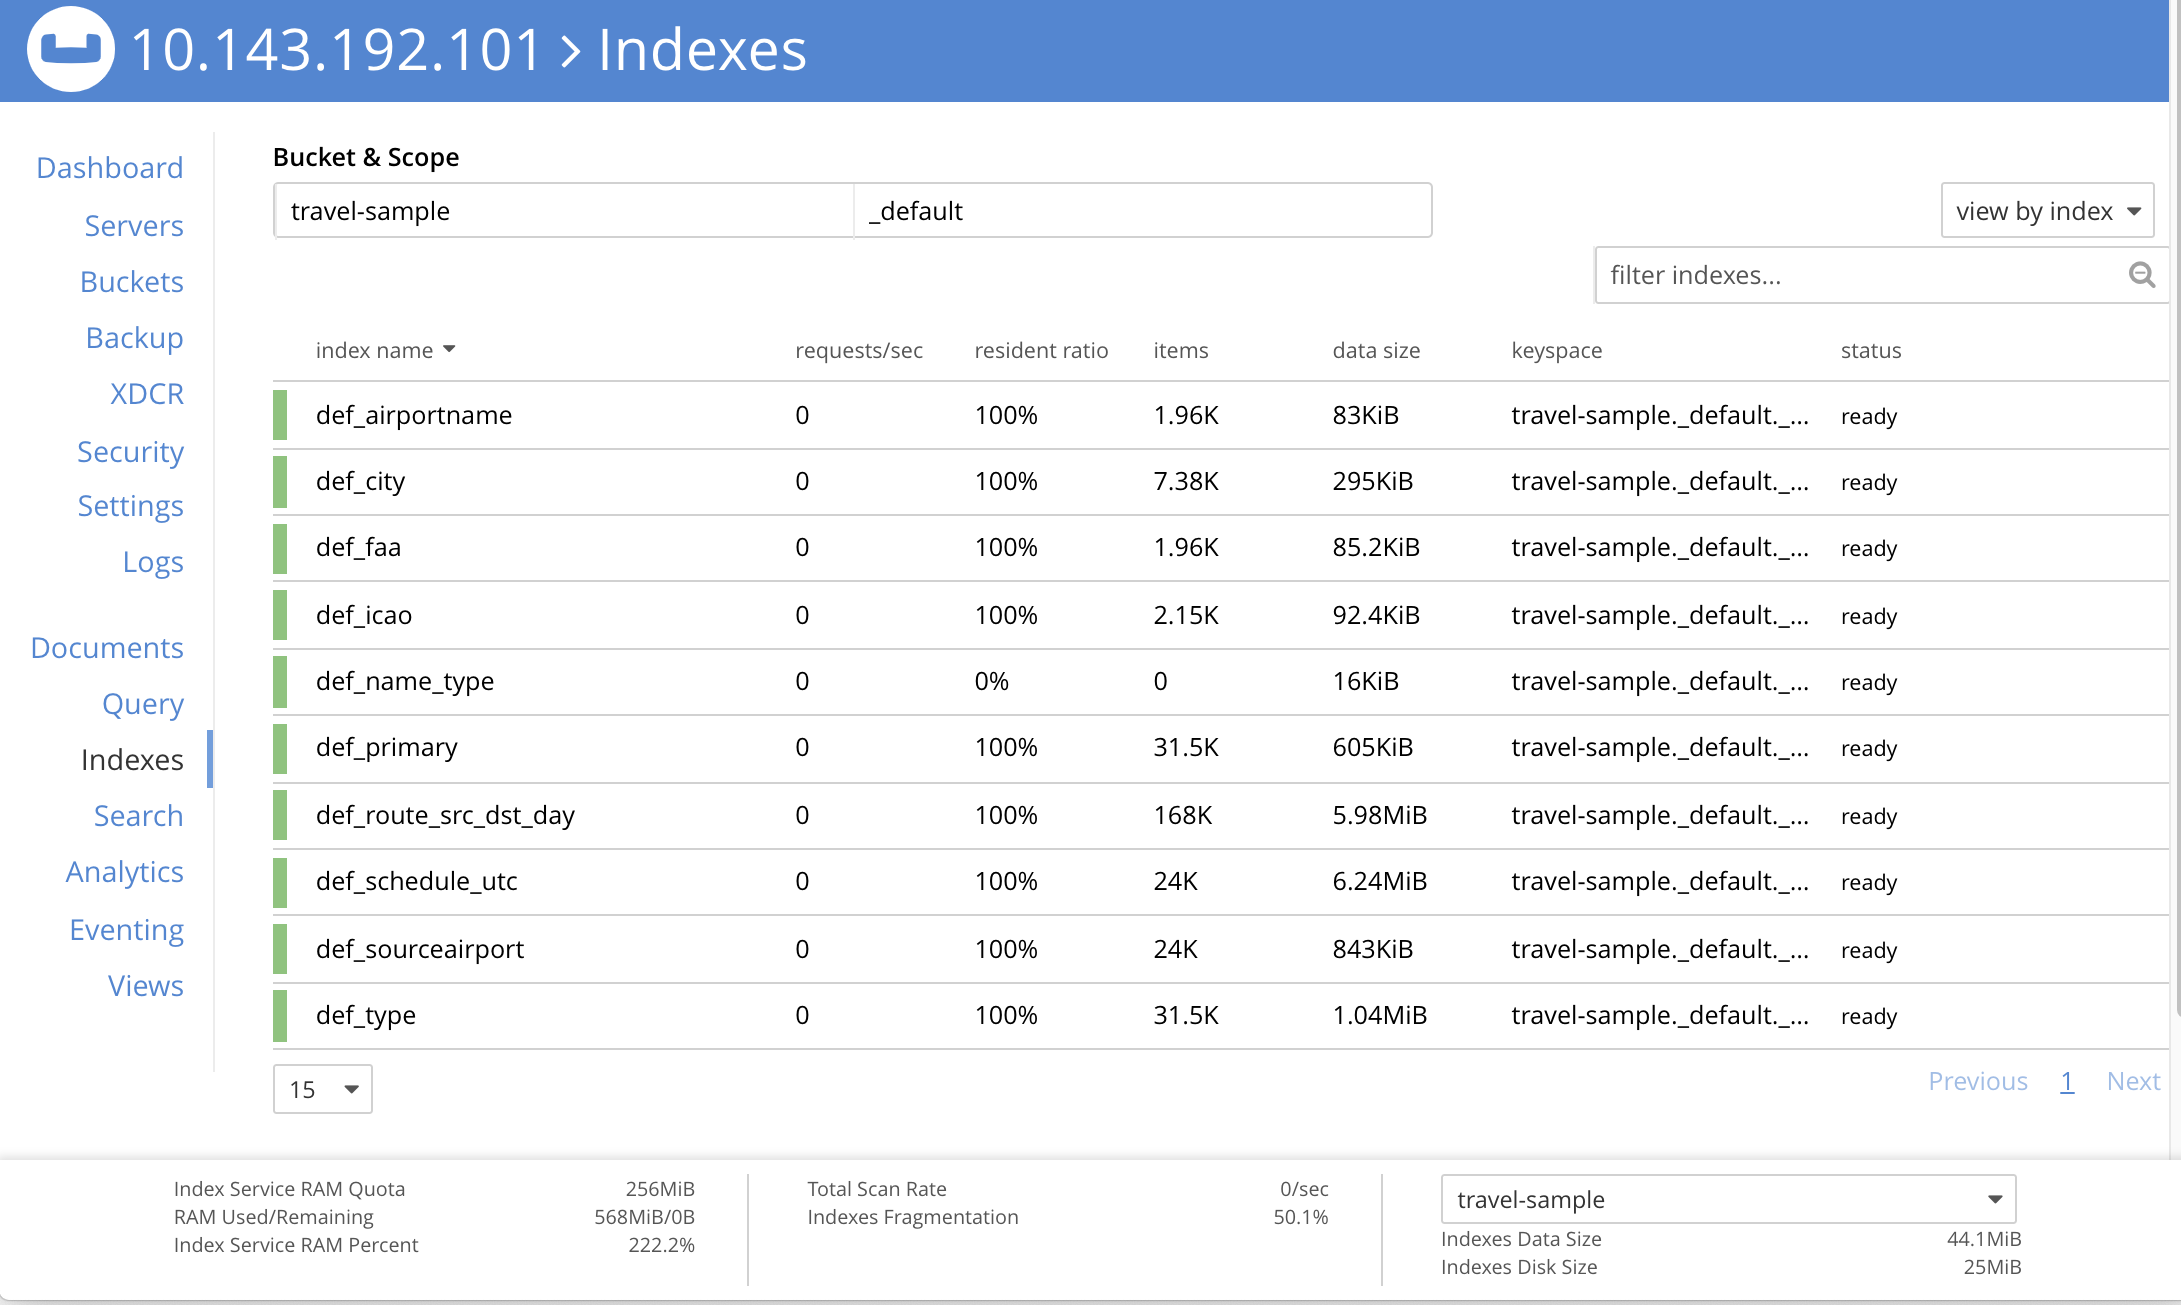 10.143.192.101 > Indexes
Dashboard
Servers
Buckets
Backup
XDCR
Security
Settings
Logs
Documents
Query
Indexes
Search
Analytics
Eventing
Views
Bucket & Scope
travel-sample _default view by index
filter indexes...
index name requests/sec resident ratio items data size keyspace status
def_airportname 0 100% 1.96K 83KiB travel-sample._default._... ready
def_city 0 100% 7.38K 295KiB travel-sample._default._... ready
def_faa 0 100% 1.96K 85.2KiB travel-sample._default._... ready
def_icao 0 100% 2.15K 92.4KiB travel-sample._default._... ready
def_name_type 0 0% 0 16KiB travel-sample._default._... ready
def_primary 0 100% 31.5K 605KiB travel-sample._default._... ready
def_route_src_dst_day 0 100% 168K 5.98MiB travel-sample._default._... ready
def_schedule_utc 0 100% 24K 6.24MiB travel-sample._default._... ready
def_sourceairport 0 100% 24K 843KiB travel-sample._default._... ready
def_type 0 100% 31.5K 1.04MiB travel-sample._default._... ready
15 Previous 1 Next
Index Service RAM Quota 256MiB
RAM Used/Remaining 568MiB/0B
Index Service RAM Percent 222.2%
Total Scan Rate 0/sec
Indexes Fragmentation 50.1%
travel-sample
Indexes Data Size 44.1MiB
Indexes Disk Size 25MiB